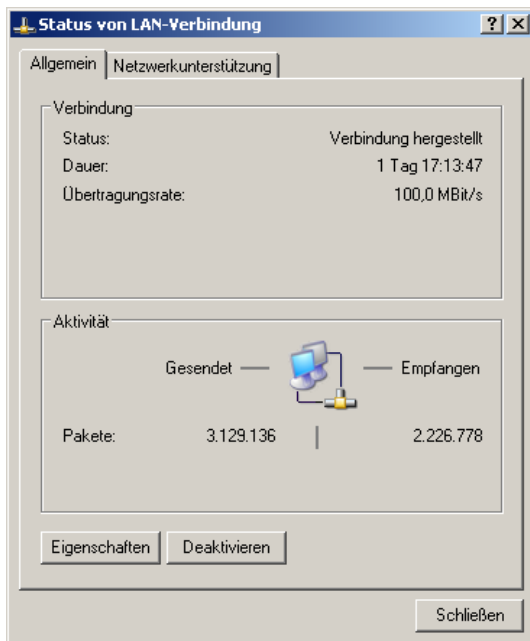 Status von LAN-Verbindung
Allgemein Netzwerkunterstützung
Verbindung
Status: Verbindung hergestellt
Dauer: 1 Tag 17:13:47
Übertragungsrate: 100,0 MBit/s
Aktivität
Gesendet Empfangen
Pakete: 3.129.136 2.226.778
Eigenschaften Deaktivieren
Schließen